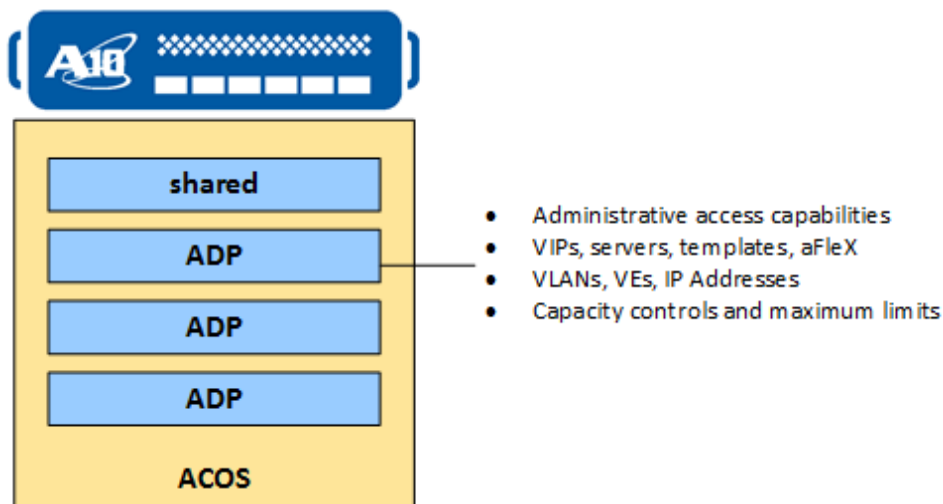 A10
shared
ADP
ADP
ADP
ACOS
● Administrative access capabilities
● VIPs, servers, templates, aFleX
● VLANs, VEs, IP Addresses
● Capacity controls and maximum limits